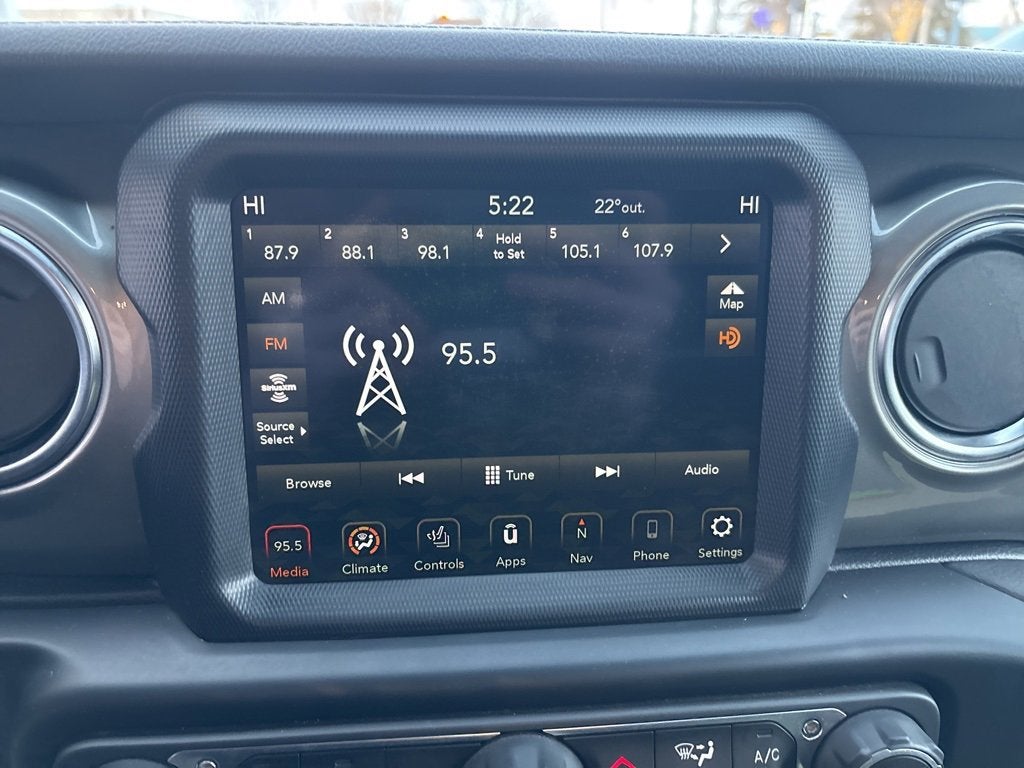 HI 5:22 22°out. HI
1 87.9 2 88.1 3 98.1 4 Hold to Set 5 105.1 6 107.9
AM
Map
FM
HD
95.5
SiriusXM
Source
Select
Browse Tune Audio
95.5 N
Media Climate Controls Apps Nav Phone Settings
A/C